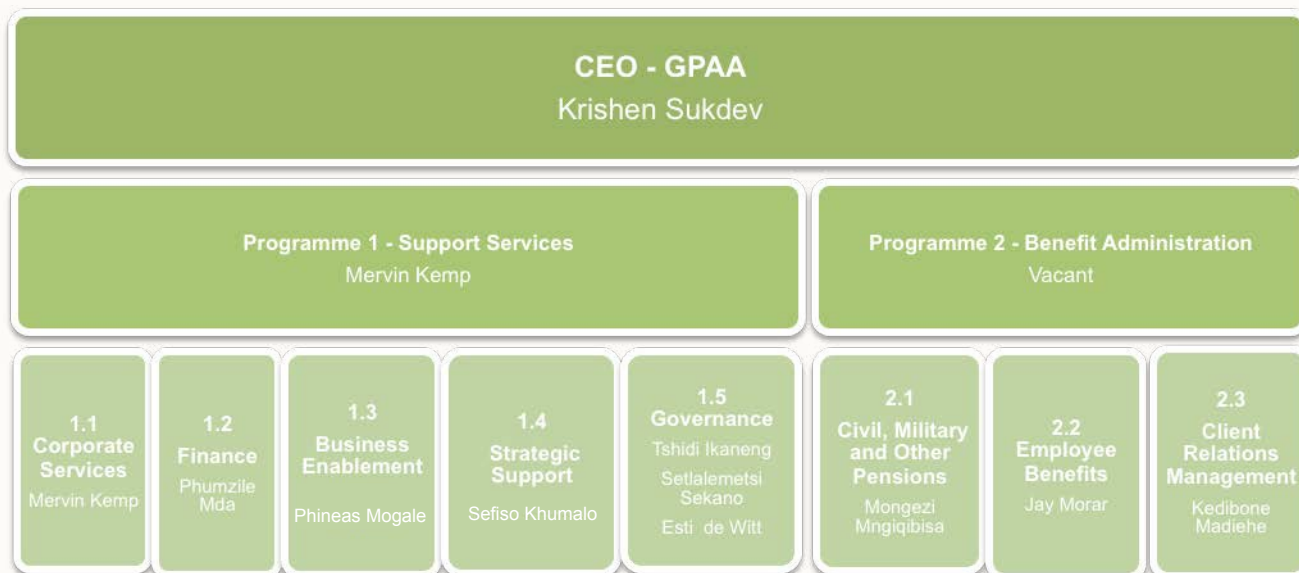 CEO - GPAA
Krishen Sukdev
Programme 1 - Support Services
Mervin Kemp
Programme 2 - Benefit Administration
Vacant
1.1
Corporate
Services
Mervin Kemp
1.2
Finance
Phumzile
Mda
1.3
Business
Enablement
Phineas Mogale
1.4
Strategic
Support
Sefiso Khumalo
1.5
Governance
Tshidi Ikaneng
Setlalemetsi
Sekano
Esti de Witt
2.1
Civil, Military
and Other
Pensions
Mongezi
Mngiqibisa
2.2
Employee
Benefits
Jay Morar
2.3
Client
Relations
Management
Kedibone
Madiehe